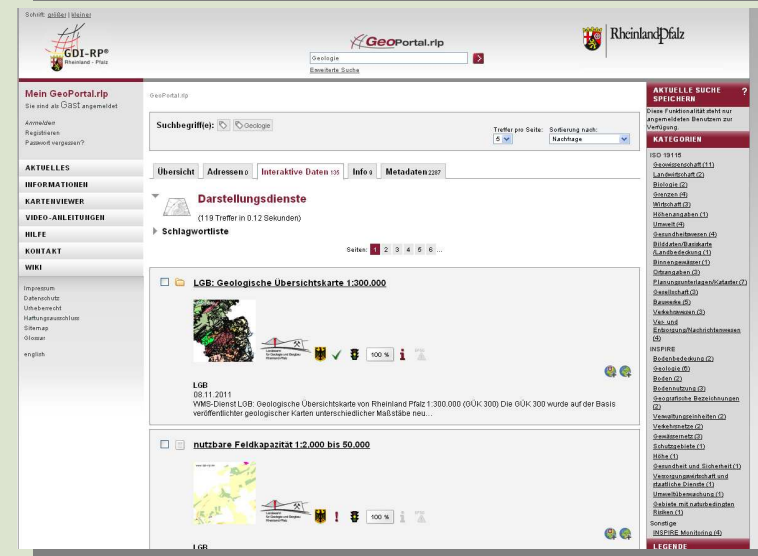 Schrift: größer | kleiner
GDI-RP®
Rheinland - Pfalz
GeoPortal.rlp
Geologie
Erweiterte Suche
RheinlandPfalz
Mein GeoPortal.rlp
Sie sind als Gast angemeldet
Anmelden
Registrieren
Passwort vergessen?
AKTUELLES
INFORMATIONEN
KARTENVIEWER
VIDEO-ANLEITUNGEN
HILFE
KONTAKT
WIKI
Impressum
Datenschutz
Urheberrecht
Haftungsausschluss
Sitemap
Glossar
english
GeoPortal.rlp
Suchbegriff(e): Geologie
Treffer pro Seite: Sortierung nach:
5 Nachfrage
Übersicht Adressen 0 Interaktive Daten 135 Info 9 Metadaten 2287
Darstellungsdienste
(119 Treffer in 0.12 Sekunden)
Schlagwortliste
Seiten: 1 2 3 4 5 6 ...
LGB: Geologische Übersichtskarte 1:300.000
100 %
LGB
08.11.2011
WMS-Dienst LGB: Geologische Übersichtskarte von Rheinland Pfalz 1:300.000 (GÜK 300) Die GÜK 300 wurde auf der Basis
veröffentlichter geologischer Karten unterschiedlicher Maßstäbe neu...
nutzbare Feldkapazität 1:2.000 bis 50.000
100 %
LGB
AKTUELLE SUCHE ?
SPEICHERN
Diese Funktionalität steht nur
angemeldeten Benutzern zur
Verfügung.
KATEGORIEN
ISO 19115
Geowissenschaft (11)
Landwirtschaft (2)
Biologie (2)
Grenzen (4)
Wirtschaft (3)
Höhenangaben (1)
Umwelt (4)
Gesundheitswesen (4)
Bilddaten/Basiskarte
/Landbedeckung (1)
Binnengewässer (1)
Ortsangaben (3)
Planungsunterlagen/Kataster (7)
Gesellschaft (3)
Bauwerke (5)
Verkehrswesen (3)
Ver- und
Entsorgung/Nachrichtenwesen
(4)
INSPIRE
Bodenbedeckung (2)
Geologie (6)
Boden (2)
Bodennutzung (3)
Geografische Bezeichnungen
(2)
Verwaltungseinheiten (2)
Verkehrsnetze (2)
Gewässernetz (3)
Schutzgebiete (1)
Höhe (1)
Gesundheit und Sicherheit (1)
Versorgungswirtschaft und
staatliche Dienste (1)
Umweltüberwachung (1)
Gebiete mit naturbedingten
Risiken (1)
Sonstige
INSPIRE Monitoring (4)
LEGENDE